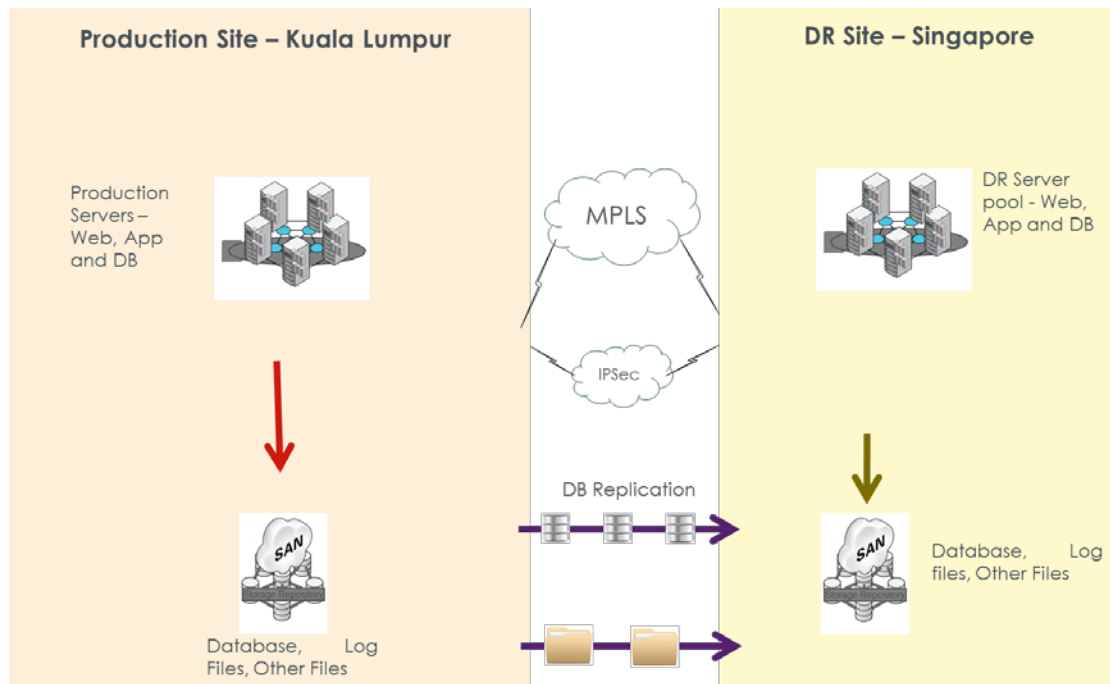 Production Site – Kuala Lumpur
DR Site – Singapore
Production
Servers –
Web, App
and DB
MPLS
DR Server
pool - Web,
App and DB
IPSec
DB Replication
SAN
Storage Repository
Database, Log
Files, Other Files
SAN
Storage Repository
Database, Log
files, Other Files